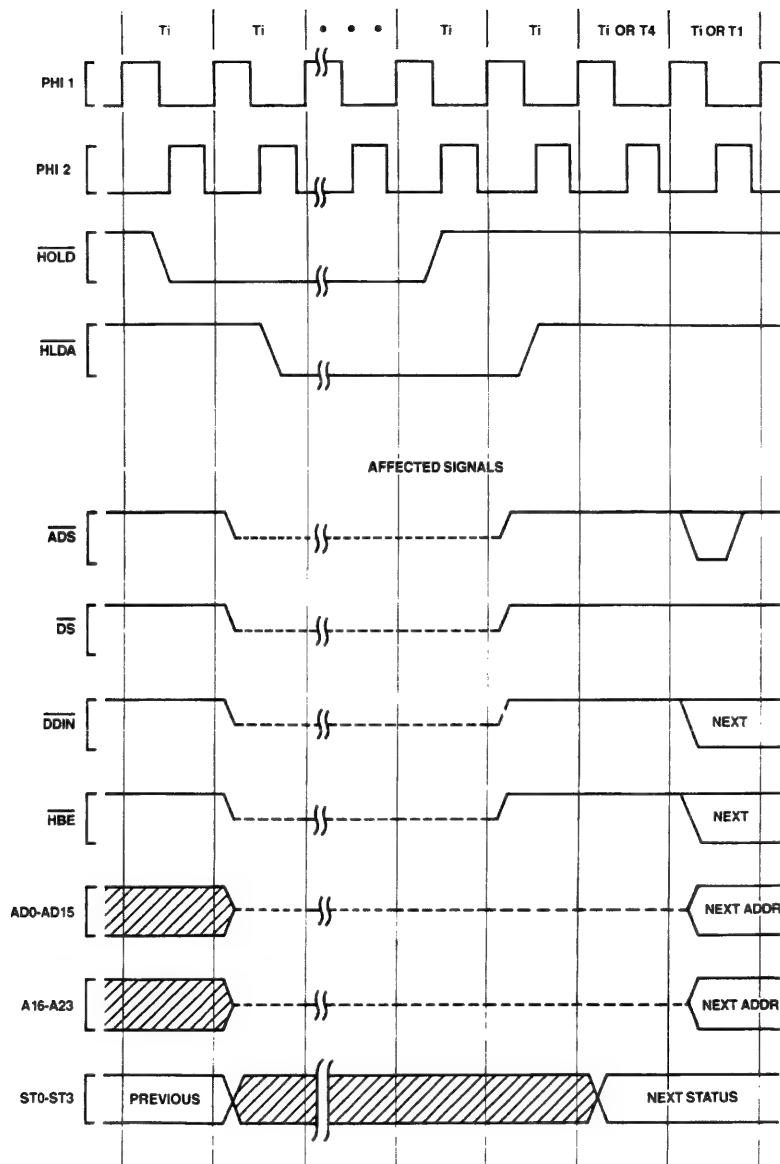 Ti Ti • • • Ti Ti Ti OR T4 Ti OR T1
PHI 1
PHI 2
HOLD
HLDA
AFFECTED SIGNALS
ADS
DS
DDIN NEXT
HBE NEXT
AD0-AD15 NEXT ADDR
A16-A23 NEXT ADDR
ST0-ST3 PREVIOUS NEXT STATUS